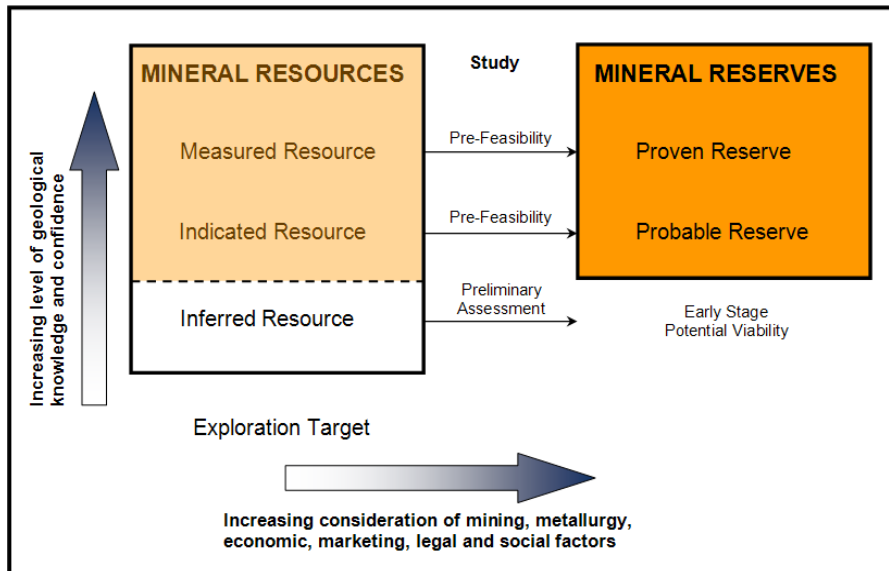 MINERAL RESOURCES
Study
MINERAL RESERVES
Measured Resource
Pre-Feasibility
Proven Reserve
Indicated Resource
Pre-Feasibility
Probable Reserve
Inferred Resource
Preliminary
Assessment
Early Stage
Potential Viability
Increasing level of geological
knowledge and confidence
Exploration Target
Increasing consideration of mining, metallurgy,
economic, marketing, legal and social factors